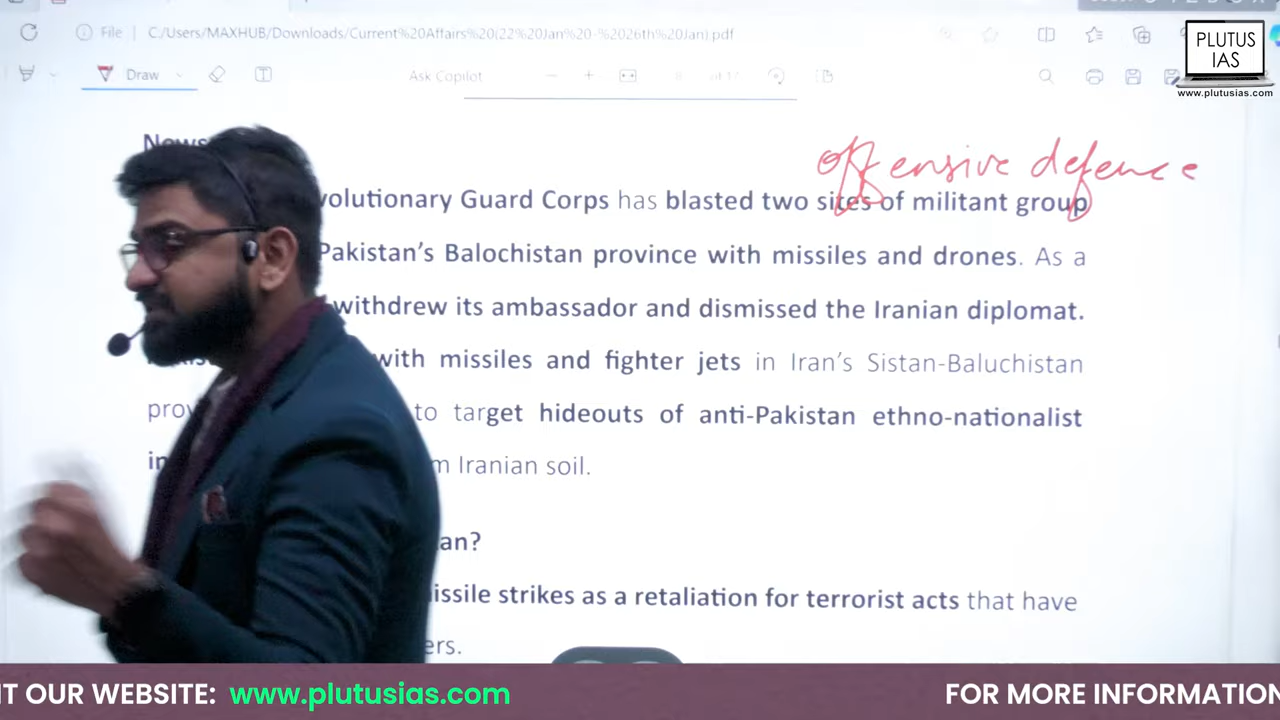 File | C:/Users/MAXHUB/Downloads/Current%20Affairs%20(22%20Jan%20-%2026th%20Jan).pdf
PLUTUS
IAS
www.plutusias.com
Draw
Ask Copilot
News
offensive defence
volutionary Guard Corps has blasted two sites of militant group
Pakistan's Balochistan province with missiles and drones. As a
withdrew its ambassador and dismissed the Iranian diplomat.
with missiles and fighter jets in Iran's Sistan-Baluchistan
prov to target hideouts of anti-Pakistan ethno-nationalist
in m Iranian soil.
an?
issile strikes as a retaliation for terrorist acts that have
ers.
IT OUR WEBSITE: www.plutusias.com FOR MORE INFORMATION